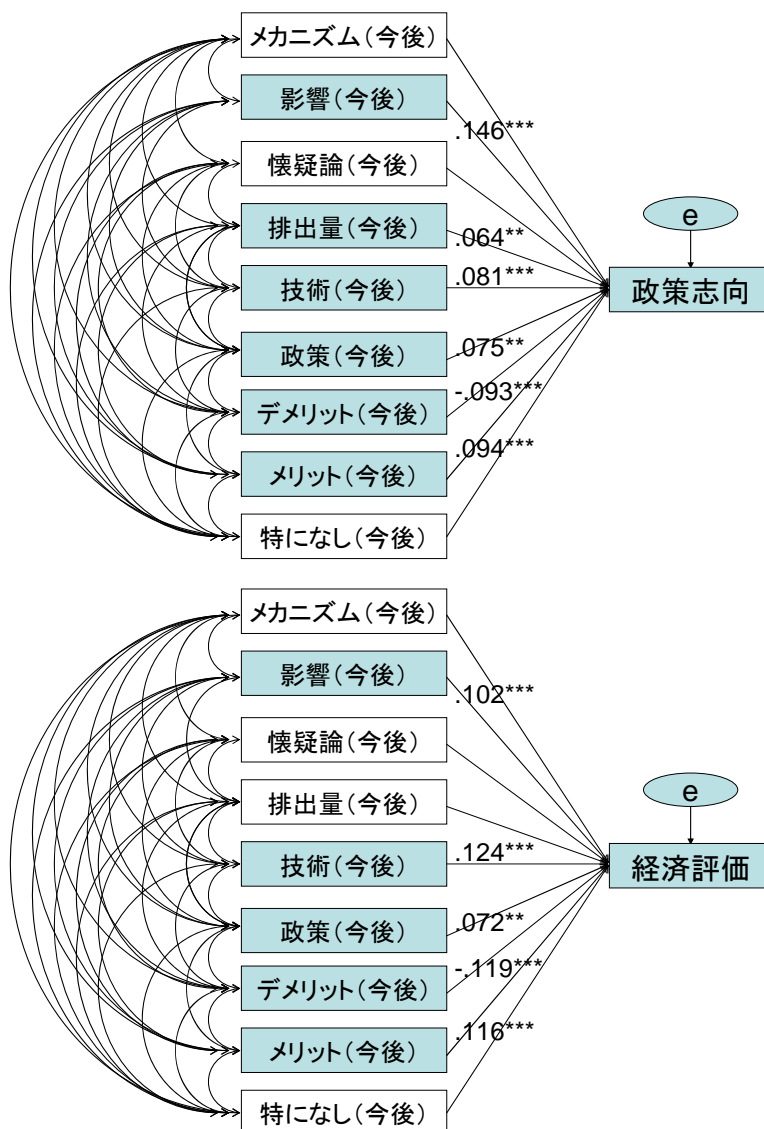 メカニズム（今後）
影響（今後）
.146***
懐疑論（今後）
排出量（今後）
.064**
e
技術（今後）
.081***
政策志向
政策（今後）
.075**
デメリット（今後）
-.093***
メリット（今後）
.094***
特になし（今後）
メカニズム（今後）
影響（今後）
.102***
懐疑論（今後）
排出量（今後）
e
技術（今後）
.124***
経済評価
政策（今後）
.072**
デメリット（今後）
-.119***
メリット（今後）
.116***
特になし（今後）